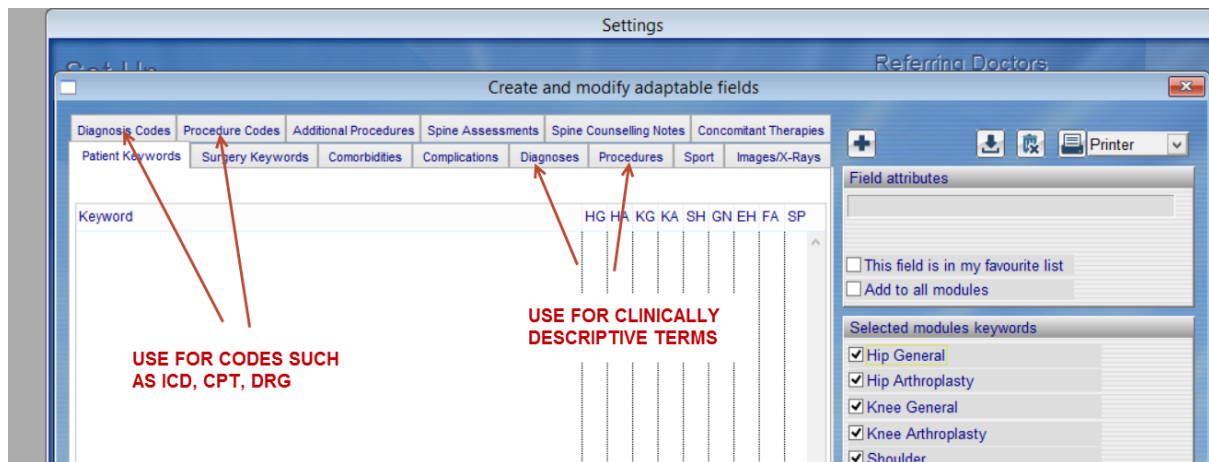 Settings
Set Up
Referring Doctors
Create and modify adaptable fields
Diagnosis Codes Procedure Codes Additional Procedures Spine Assessments Spine Counselling Notes Concomitant Therapies
Patient Keywords Surgery Keywords Comorbidities Complications Diagnoses Procedures Sport Images/X-Rays
Printer
Field attributes
Keyword HG HA KG KA SH GN EH FA SP
This field is in my favourite list
Add to all modules
USE FOR CLINICALLY
DESCRIPTIVE TERMS
Selected modules keywords
USE FOR CODES SUCH
AS ICD, CPT, DRG
Hip General
Hip Arthroplasty
Knee General
Knee Arthroplasty
Shoulder